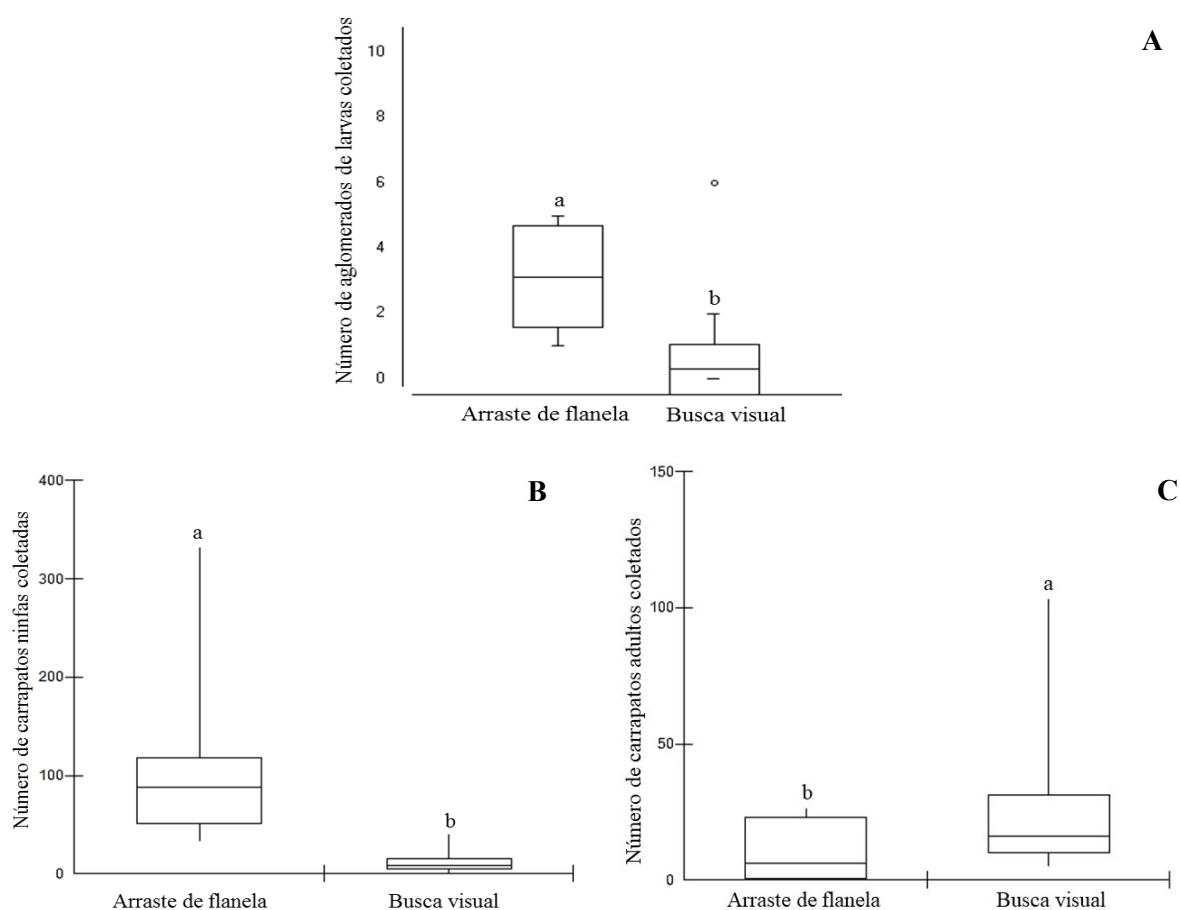 A
Número de aglomerados de larvas coletados
10
8
6
4
2
0
a
b
Arraste de flanela
Busca visual
B
Número de carrapatos ninfas coletadas
400
300
200
100
0
a
b
Arraste de flanela
Busca visual
C
Número de carrapatos adultos coletados
150
100
50
0
b
a
Arraste de flanela
Busca visual